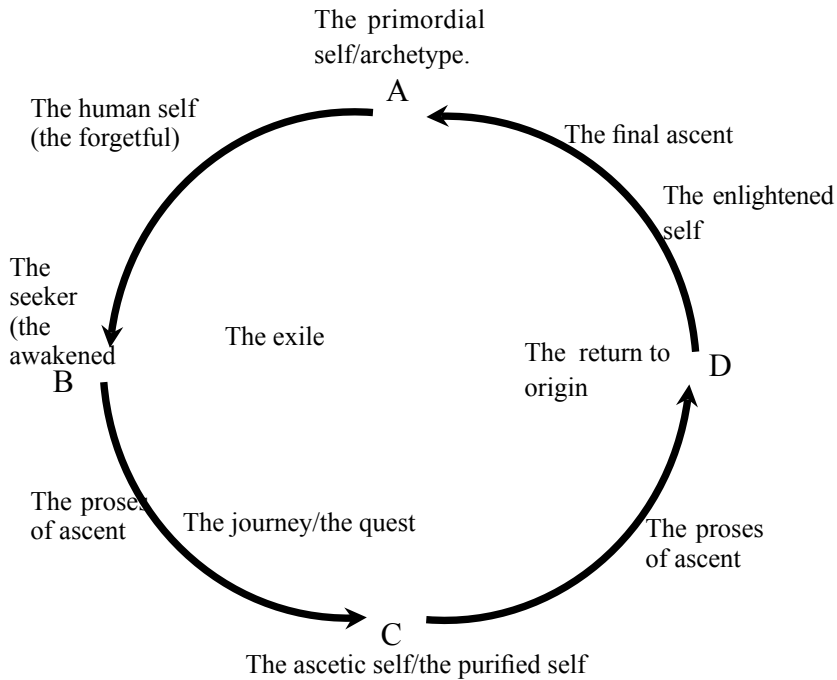 The primordial
self/archetype.
A
The human self
(the forgetful)
The final ascent
The enlightened
self
The
seeker
(the
awakened
B
The exile
The return to
origin
D
The proses
of ascent
The journey/the quest
The proses
of ascent
C
The ascetic self/the purified self